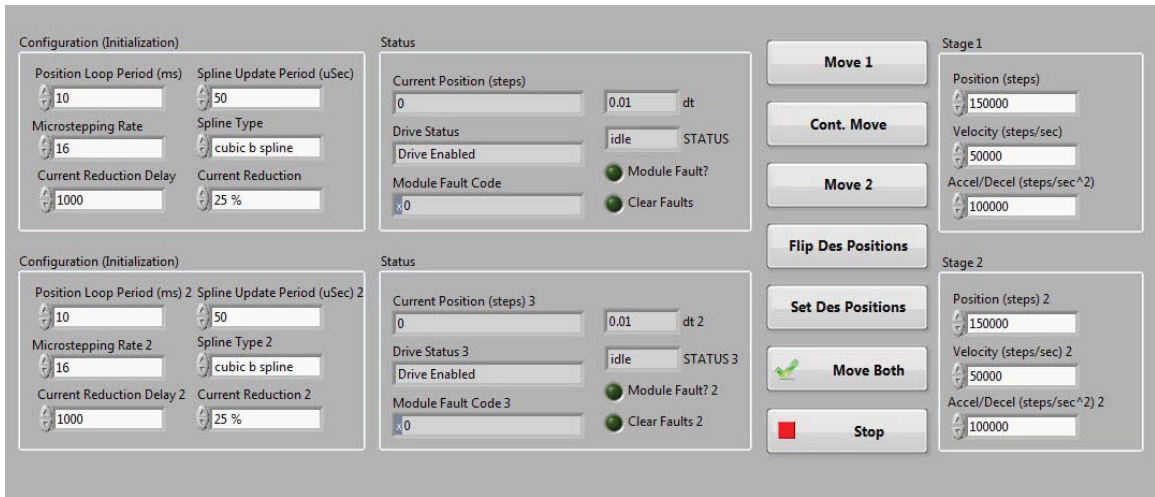 Configuration (Initialization)
Position Loop Period (ms) Spline Update Period (uSec)
10 50
Microstepping Rate Spline Type
16 cubic b spline
Current Reduction Delay Current Reduction
1000 25 %
Status
Current Position (steps)
0 0.01 dt
Drive Status
Drive Enabled
idle STATUS
Module Fault?
Module Fault Code
x0
Clear Faults
Move 1
Cont. Move
Move 2
Flip Des Positions
Set Des Positions
Move Both
Stop
Stage 1
Position (steps)
150000
Velocity (steps/sec)
50000
Accel/Decel (steps/sec^2)
100000
Configuration (Initialization)
Position Loop Period (ms) 2 Spline Update Period (uSec) 2
10 50
Microstepping Rate 2 Spline Type 2
16 cubic b spline
Current Reduction Delay 2 Current Reduction 2
1000 25 %
Status
Current Position (steps) 3
0 0.01 dt 2
Drive Status 3
Drive Enabled
idle STATUS 3
Module Fault? 2
Module Fault Code 3
x0
Clear Faults 2
Stage 2
Position (steps) 2
150000
Velocity (steps/sec) 2
50000
Accel/Decel (steps/sec^2) 2
100000